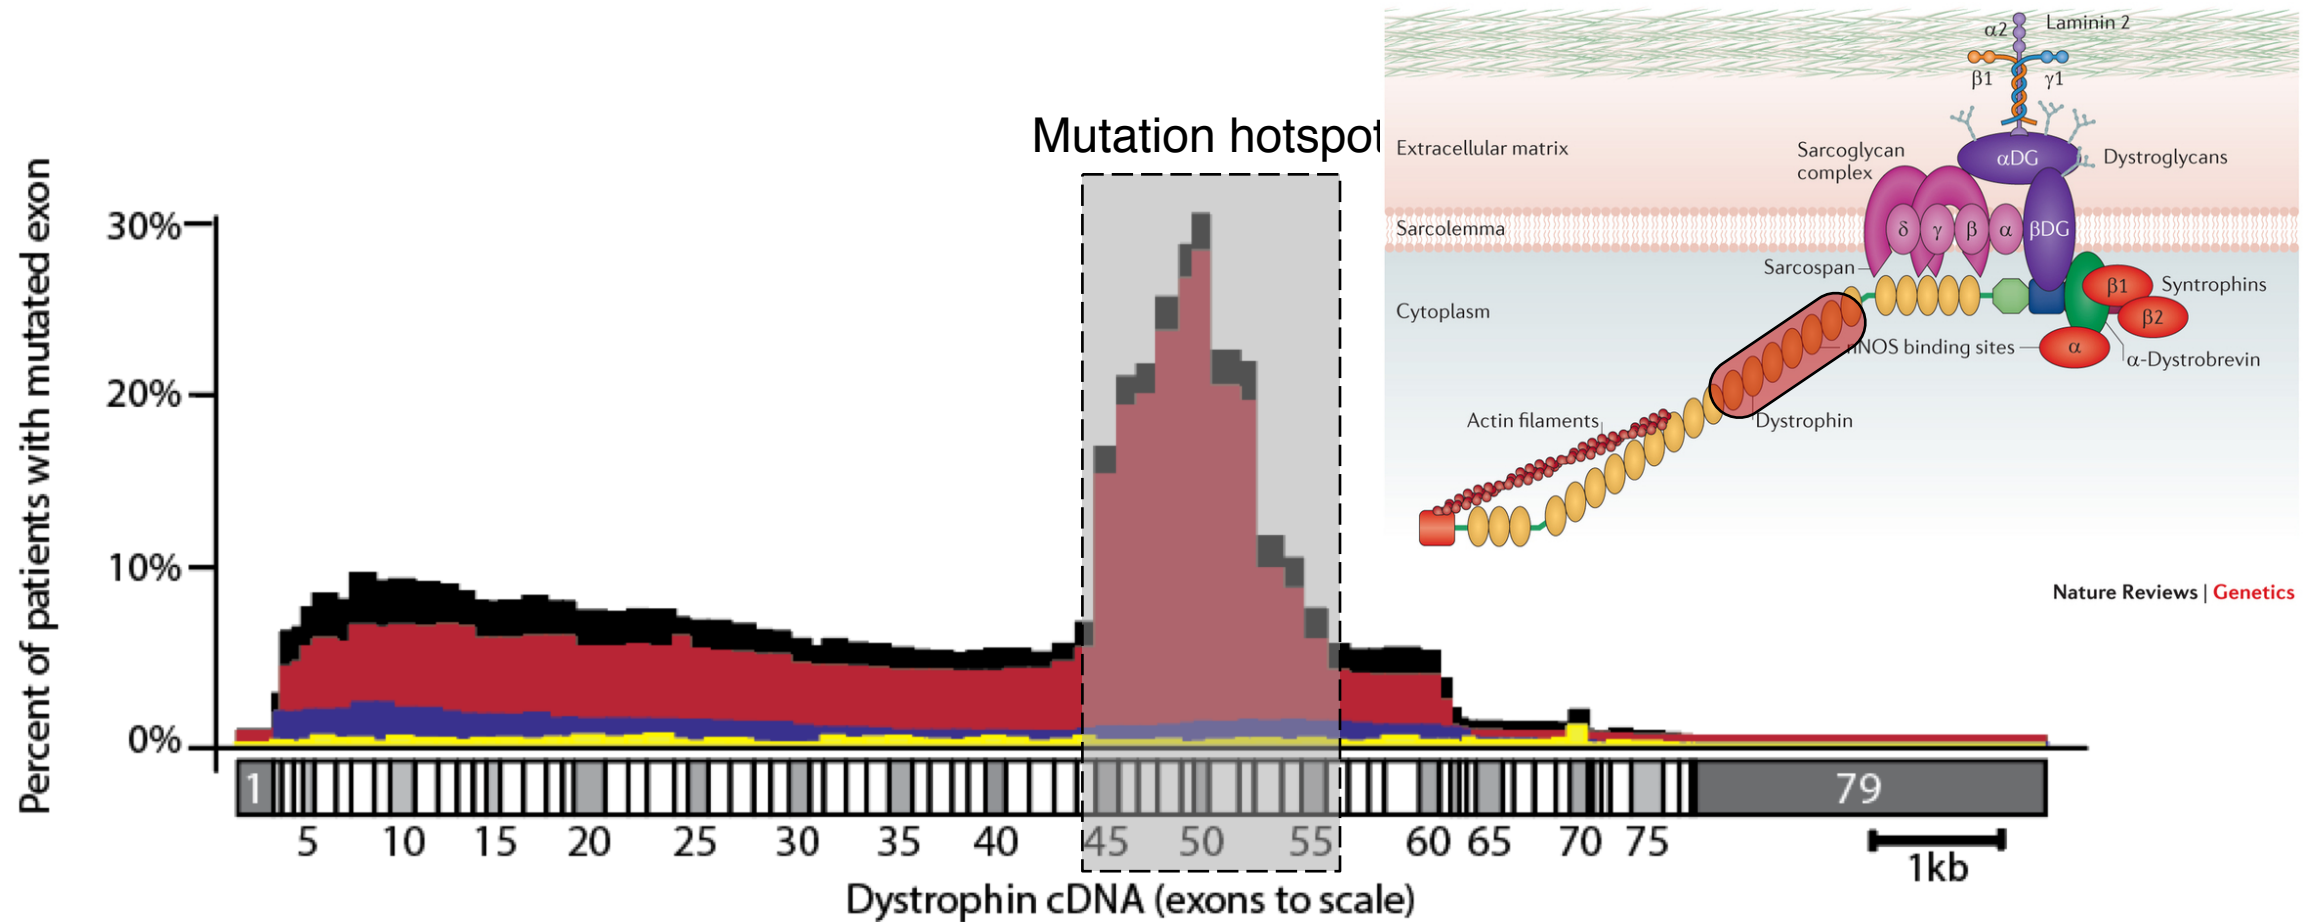 Mutation hotspot
Percent of patients with mutated exon
30%
20%
10%
0%
1
79
5 10 15 20 25 30 35 40 45 50 55 60 65 70 75
1kb
Dystrophin cDNA (exons to scale)
α2 Laminin 2
β1 γ1
Extracellular matrix
Sarcoglycan
complex
αDG
Dystroglycans
Sarcolemma
δ γ β α βDG
Sarcospan
β1
Syntrophins
Cytoplasm
β2
nNOS binding sites
α
α-Dystrobrevin
Actin filaments
Dystrophin
Nature Reviews | Genetics